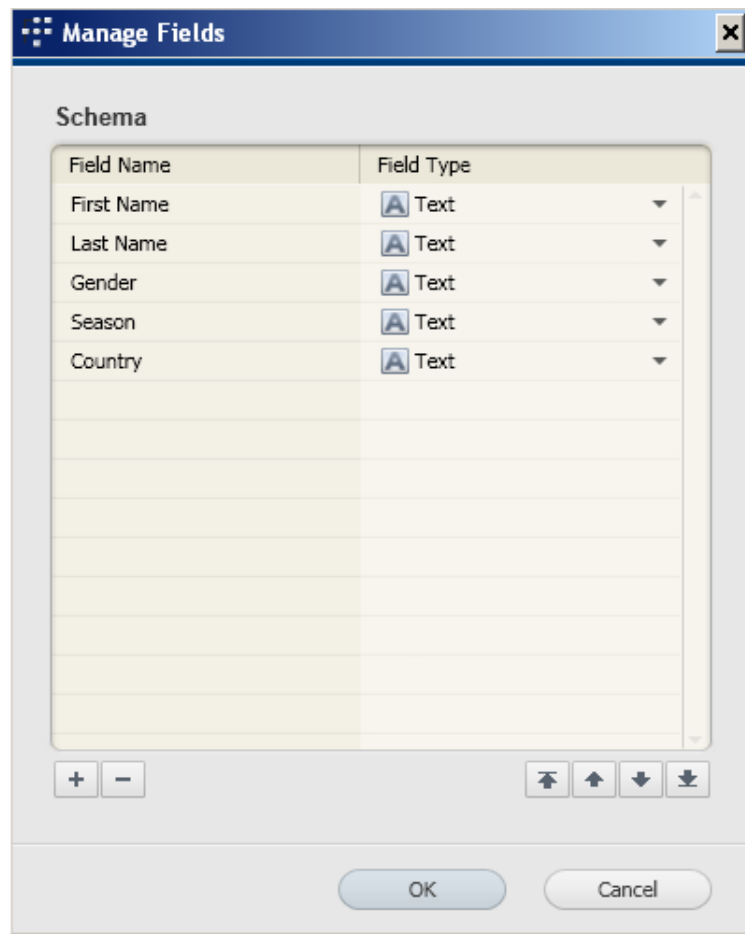 Manage Fields
Schema
Field Name Field Type
First Name A Text
Last Name A Text
Gender A Text
Season A Text
Country A Text
OK Cancel